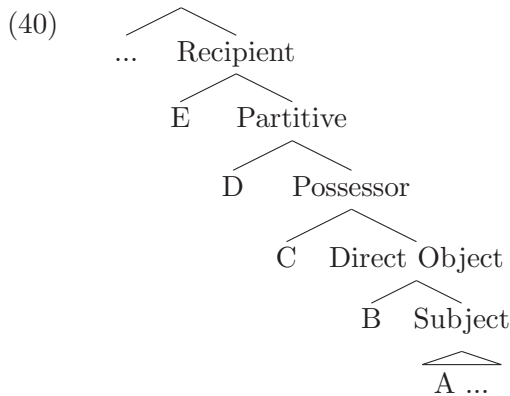 (40)
... Recipient
E Partitive
D Possessor
C Direct Object
B Subject
A ...